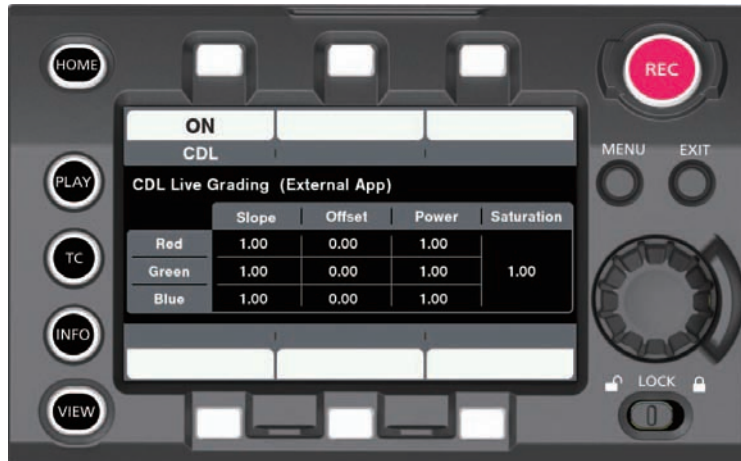 HOME
REC
ON
CDL
MENU EXIT
PLAY
CDL Live Grading (External App)
Slope Offset Power Saturation
Red 1.00 0.00 1.00
TC
Green 1.00 0.00 1.00 1.00
Blue 1.00 0.00 1.00
INFO
LOCK
VIEW